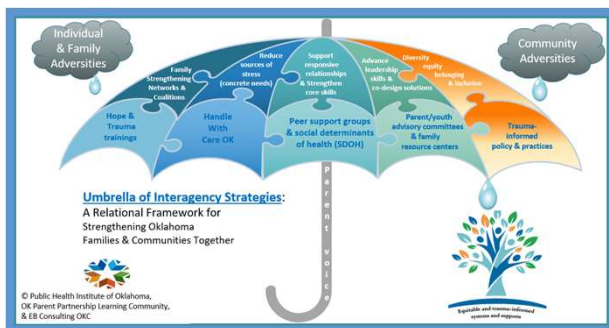 Individual
& Family
Adversities
Community
Adversities
Family
Strengthening
Networks &
Coalitions
Reduce
sources of
stress
(concrete needs)
Support
responsive
relationships
& Strengthen
core skills
Advance
leadership
skills &
co-design solutions
Diversity
equity
belonging
& inclusion
Hope &
Trauma
trainings
Handle
With
Care OK
Peer support groups
& social determinants
of health (SDOH)
Parent/youth
advisory committees
& family
resource centers
Trauma-
informed
policy & practices
Parent voice
Umbrella of Interagency Strategies:
A Relational Framework for
Strengthening Oklahoma
Families & Communities Together
© Public Health Institute of Oklahoma,
OK Parent Partnership Learning Community,
& EB Consulting OKC
Equitable and trauma-informed
systems and supports